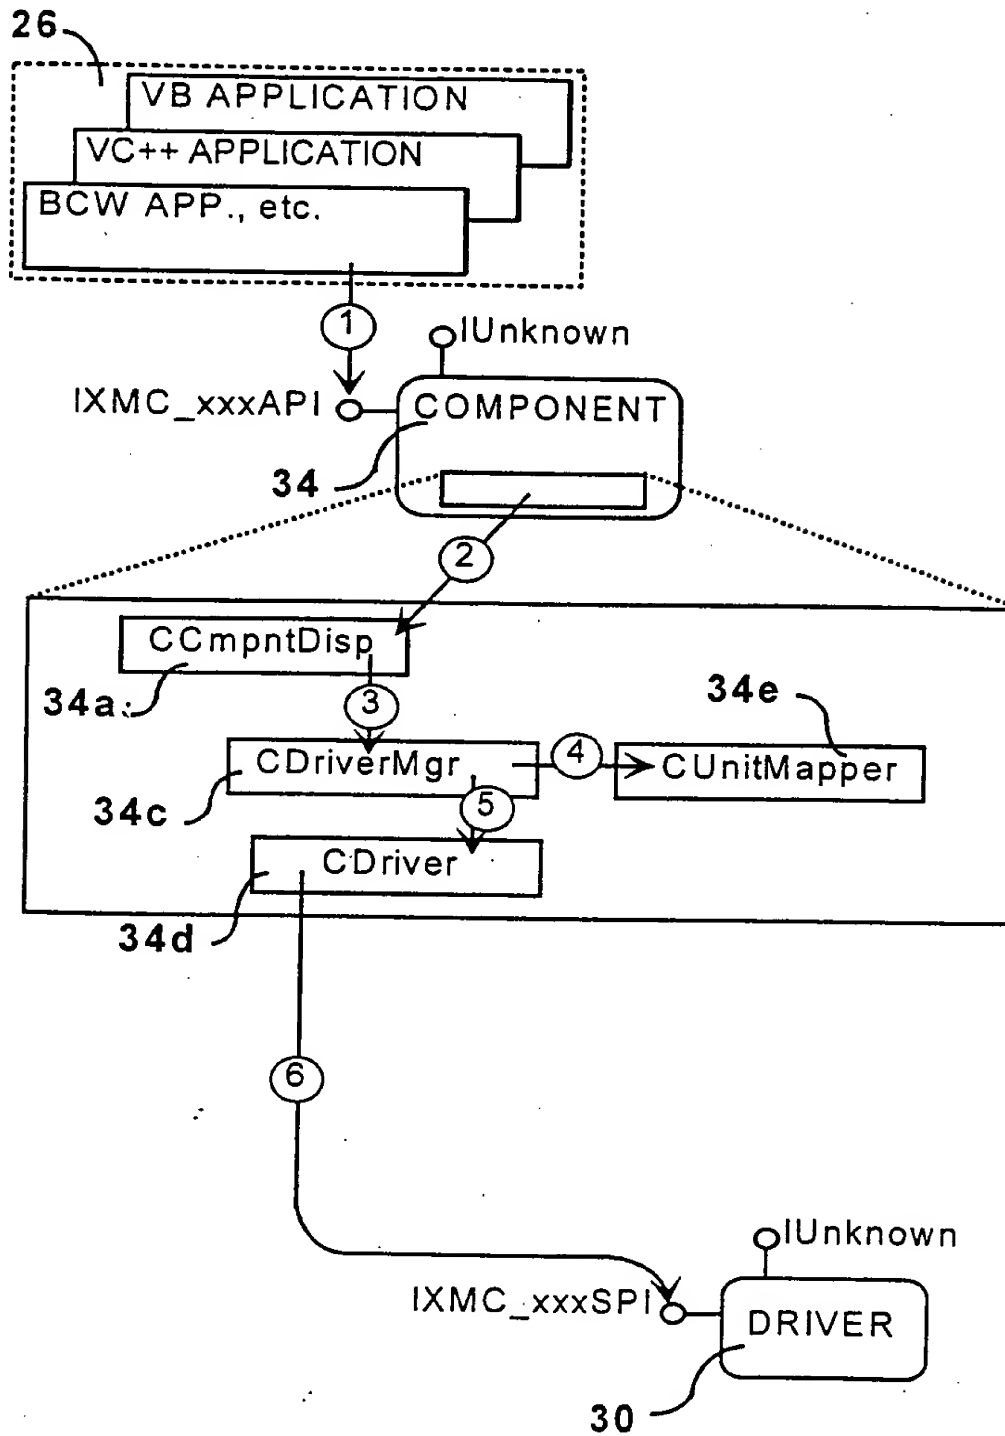 26
VB APPLICATION
VC++ APPLICATION
BCW APP., etc.
1
IUnknown
IXMC_xxxAPI
COMPONENT
34
2
CCmpntDisp
34a
34e
3
CDriverMgr
4
CUnitMapper
34c
5
CDriver
34d
6
IUnknown
IXMC_xxxSPI
DRIVER
30